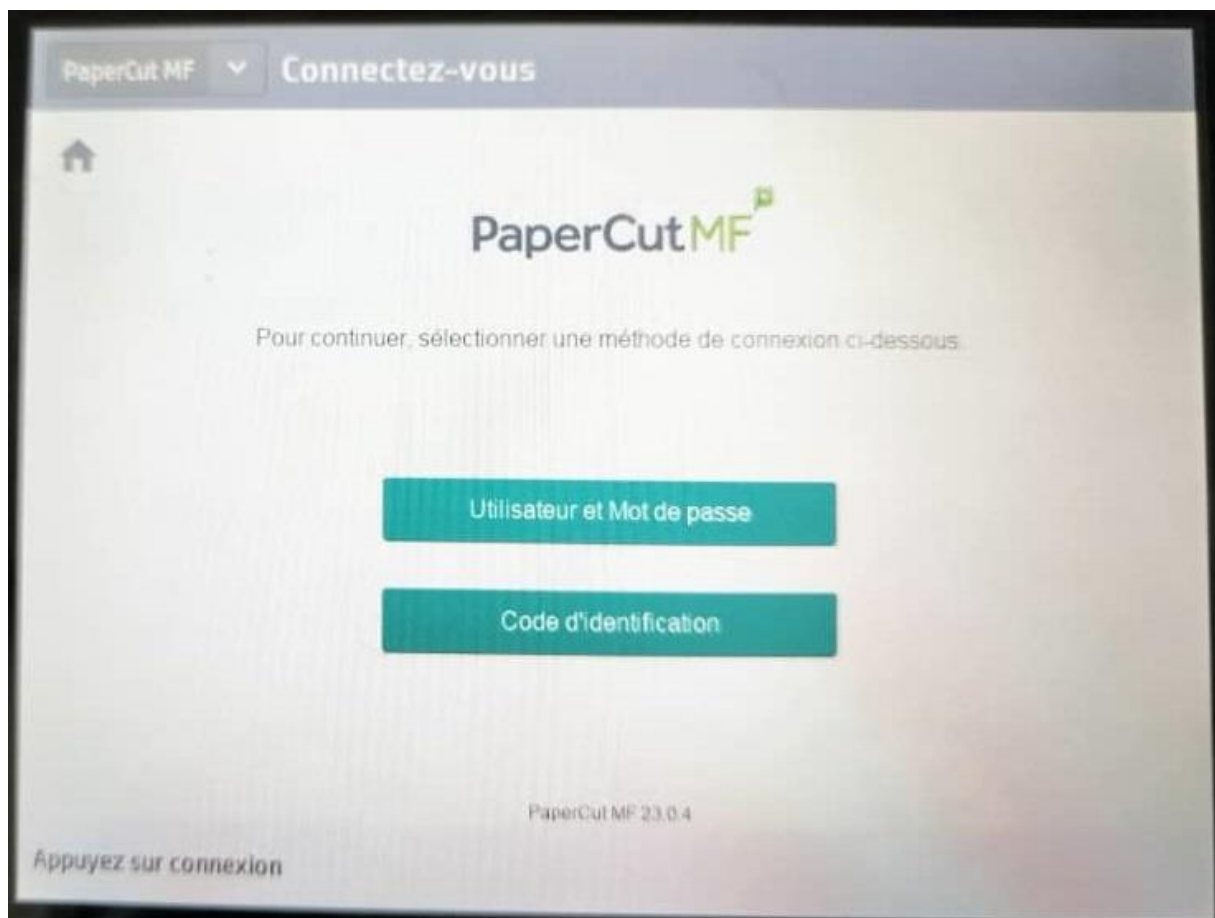 PaperCut MF
Connectez-vous
PaperCutMF
Pour continuer, sélectionner une méthode de connexion ci-dessous.
Utilisateur et Mot de passe
Code d'identification
PaperCut MF 23.0.4
Appuyez sur connexion